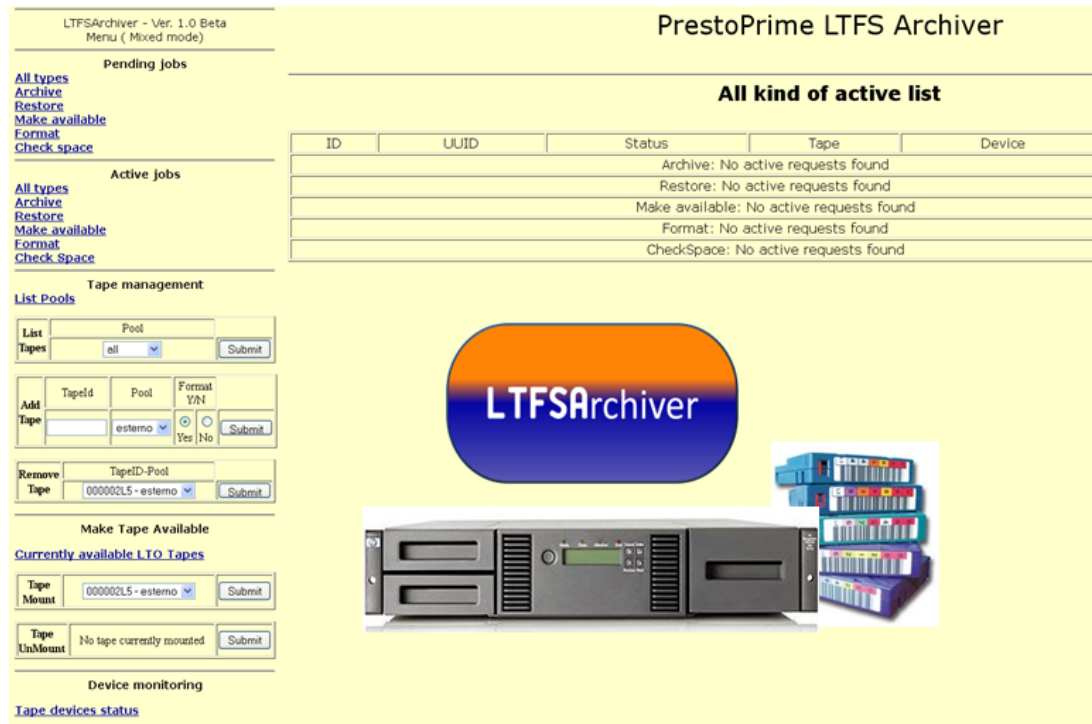 LTFSArchiver - Ver. 1.0 Beta
Menu ( Mixed mode)
Pending jobs
All types
Archive
Restore
Make available
Format
Check space
Active jobs
All types
Archive
Restore
Make available
Format
Check Space
Tape management
List Pools
List Tapes
Pool
all
Submit
Add Tape
TapeId
Pool
Format Y/N
esterno
Yes
No
Submit
Remove Tape
TapeID-Pool
000002L5 - esterno
Submit
Make Tape Available
Currently available LTO Tapes
Tape Mount
000002L5 - esterno
Submit
Tape UnMount
No tape currently mounted
Submit
Device monitoring
Tape devices status
PrestoPrime LTFS Archiver
All kind of active list
ID UUID Status Tape Device
Archive: No active requests found
Restore: No active requests found
Make available: No active requests found
Format: No active requests found
CheckSpace: No active requests found
LTFSArchiver